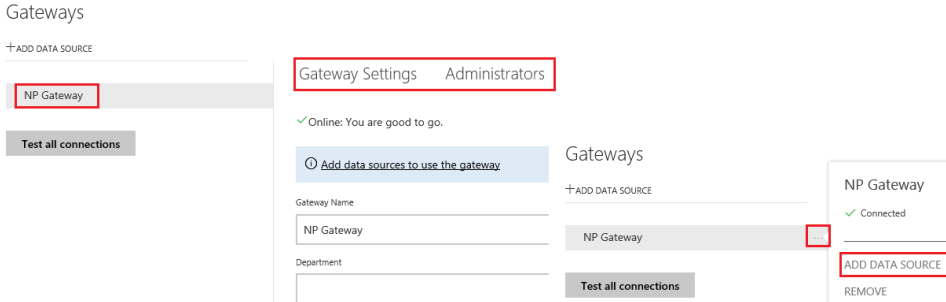 Gateways
+ADD DATA SOURCE
NP Gateway
Test all connections
Gateway Settings Administrators
Online: You are good to go.
Add data sources to use the gateway
Gateway Name
NP Gateway
Department
Gateways
+ADD DATA SOURCE
NP Gateway ...
Test all connections
NP Gateway
Connected
ADD DATA SOURCE
REMOVE